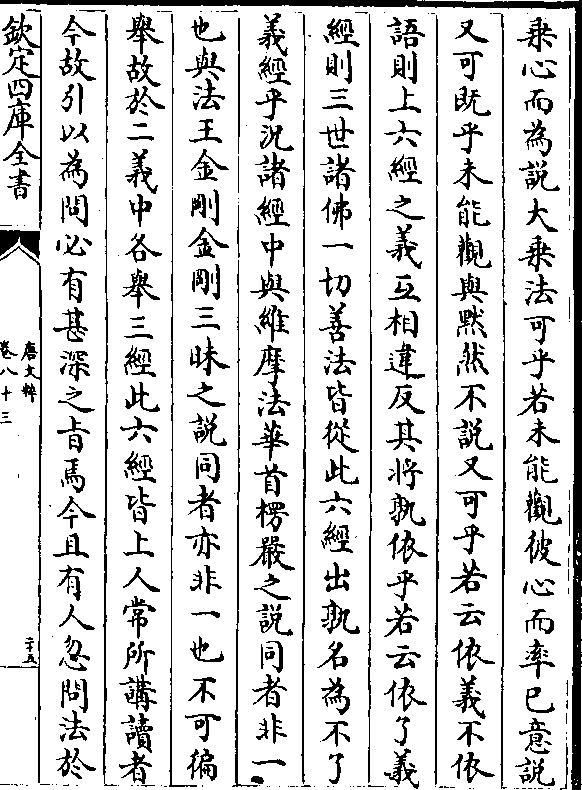 乗心而為說大乗法可乎若未能觀彼心而率已意說
又可既乎未能觀與黙然不說又可乎若云依義不依
語則上六經之義互相違反其將孰依乎若云依了義
經則三世諸佛一切善法皆從此六經出孰名為不了
義經乎況諸經中與維摩法華首楞嚴之說同者非一
也與法王金剛金剛三昧之說同者亦非一也不可徧
舉故於二義中各舉三經此六經皆上人常所講讀者
今故引以為問必有甚深之㫖焉今且有人忽問法於
欽定四庫全書
唐文粹
卷八十三
二十五